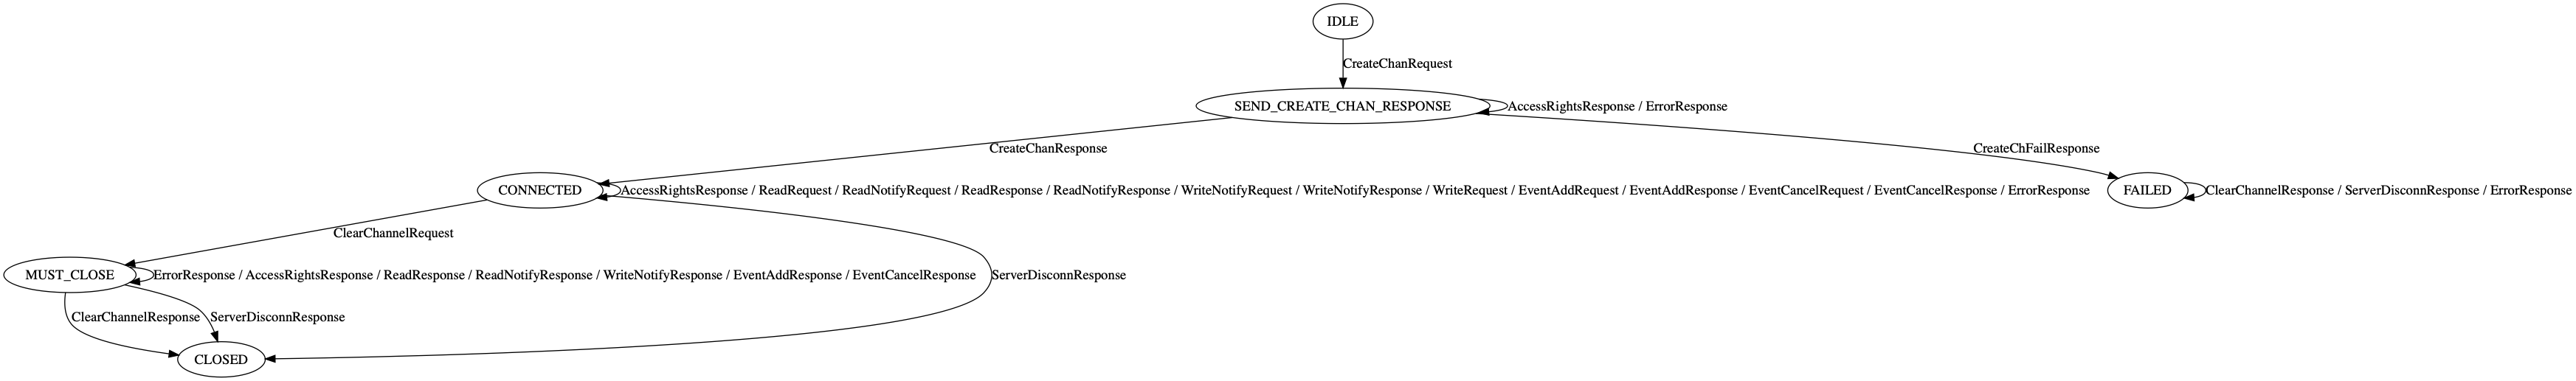 IDLE
CreateChanRequest
SEND_CREATE_CHAN_RESPONSE
AccessRightsResponse / ErrorResponse
CreateChanResponse
CreateChFailResponse
CONNECTED
AccessRightsResponse / ReadRequest / ReadNotifyRequest / ReadResponse / ReadNotifyResponse / WriteNotifyRequest / WriteNotifyResponse / WriteRequest / EventAddRequest / EventAddResponse / EventCancelRequest / EventCancelResponse / ErrorResponse
FAILED
ClearChannelResponse / ServerDisconnResponse / ErrorResponse
ClearChannelRequest
MUST_CLOSE
ErrorResponse / AccessRightsResponse / ReadResponse / ReadNotifyResponse / WriteNotifyResponse / EventAddResponse / EventCancelResponse
ServerDisconnResponse
ClearChannelResponse
ServerDisconnResponse
CLOSED